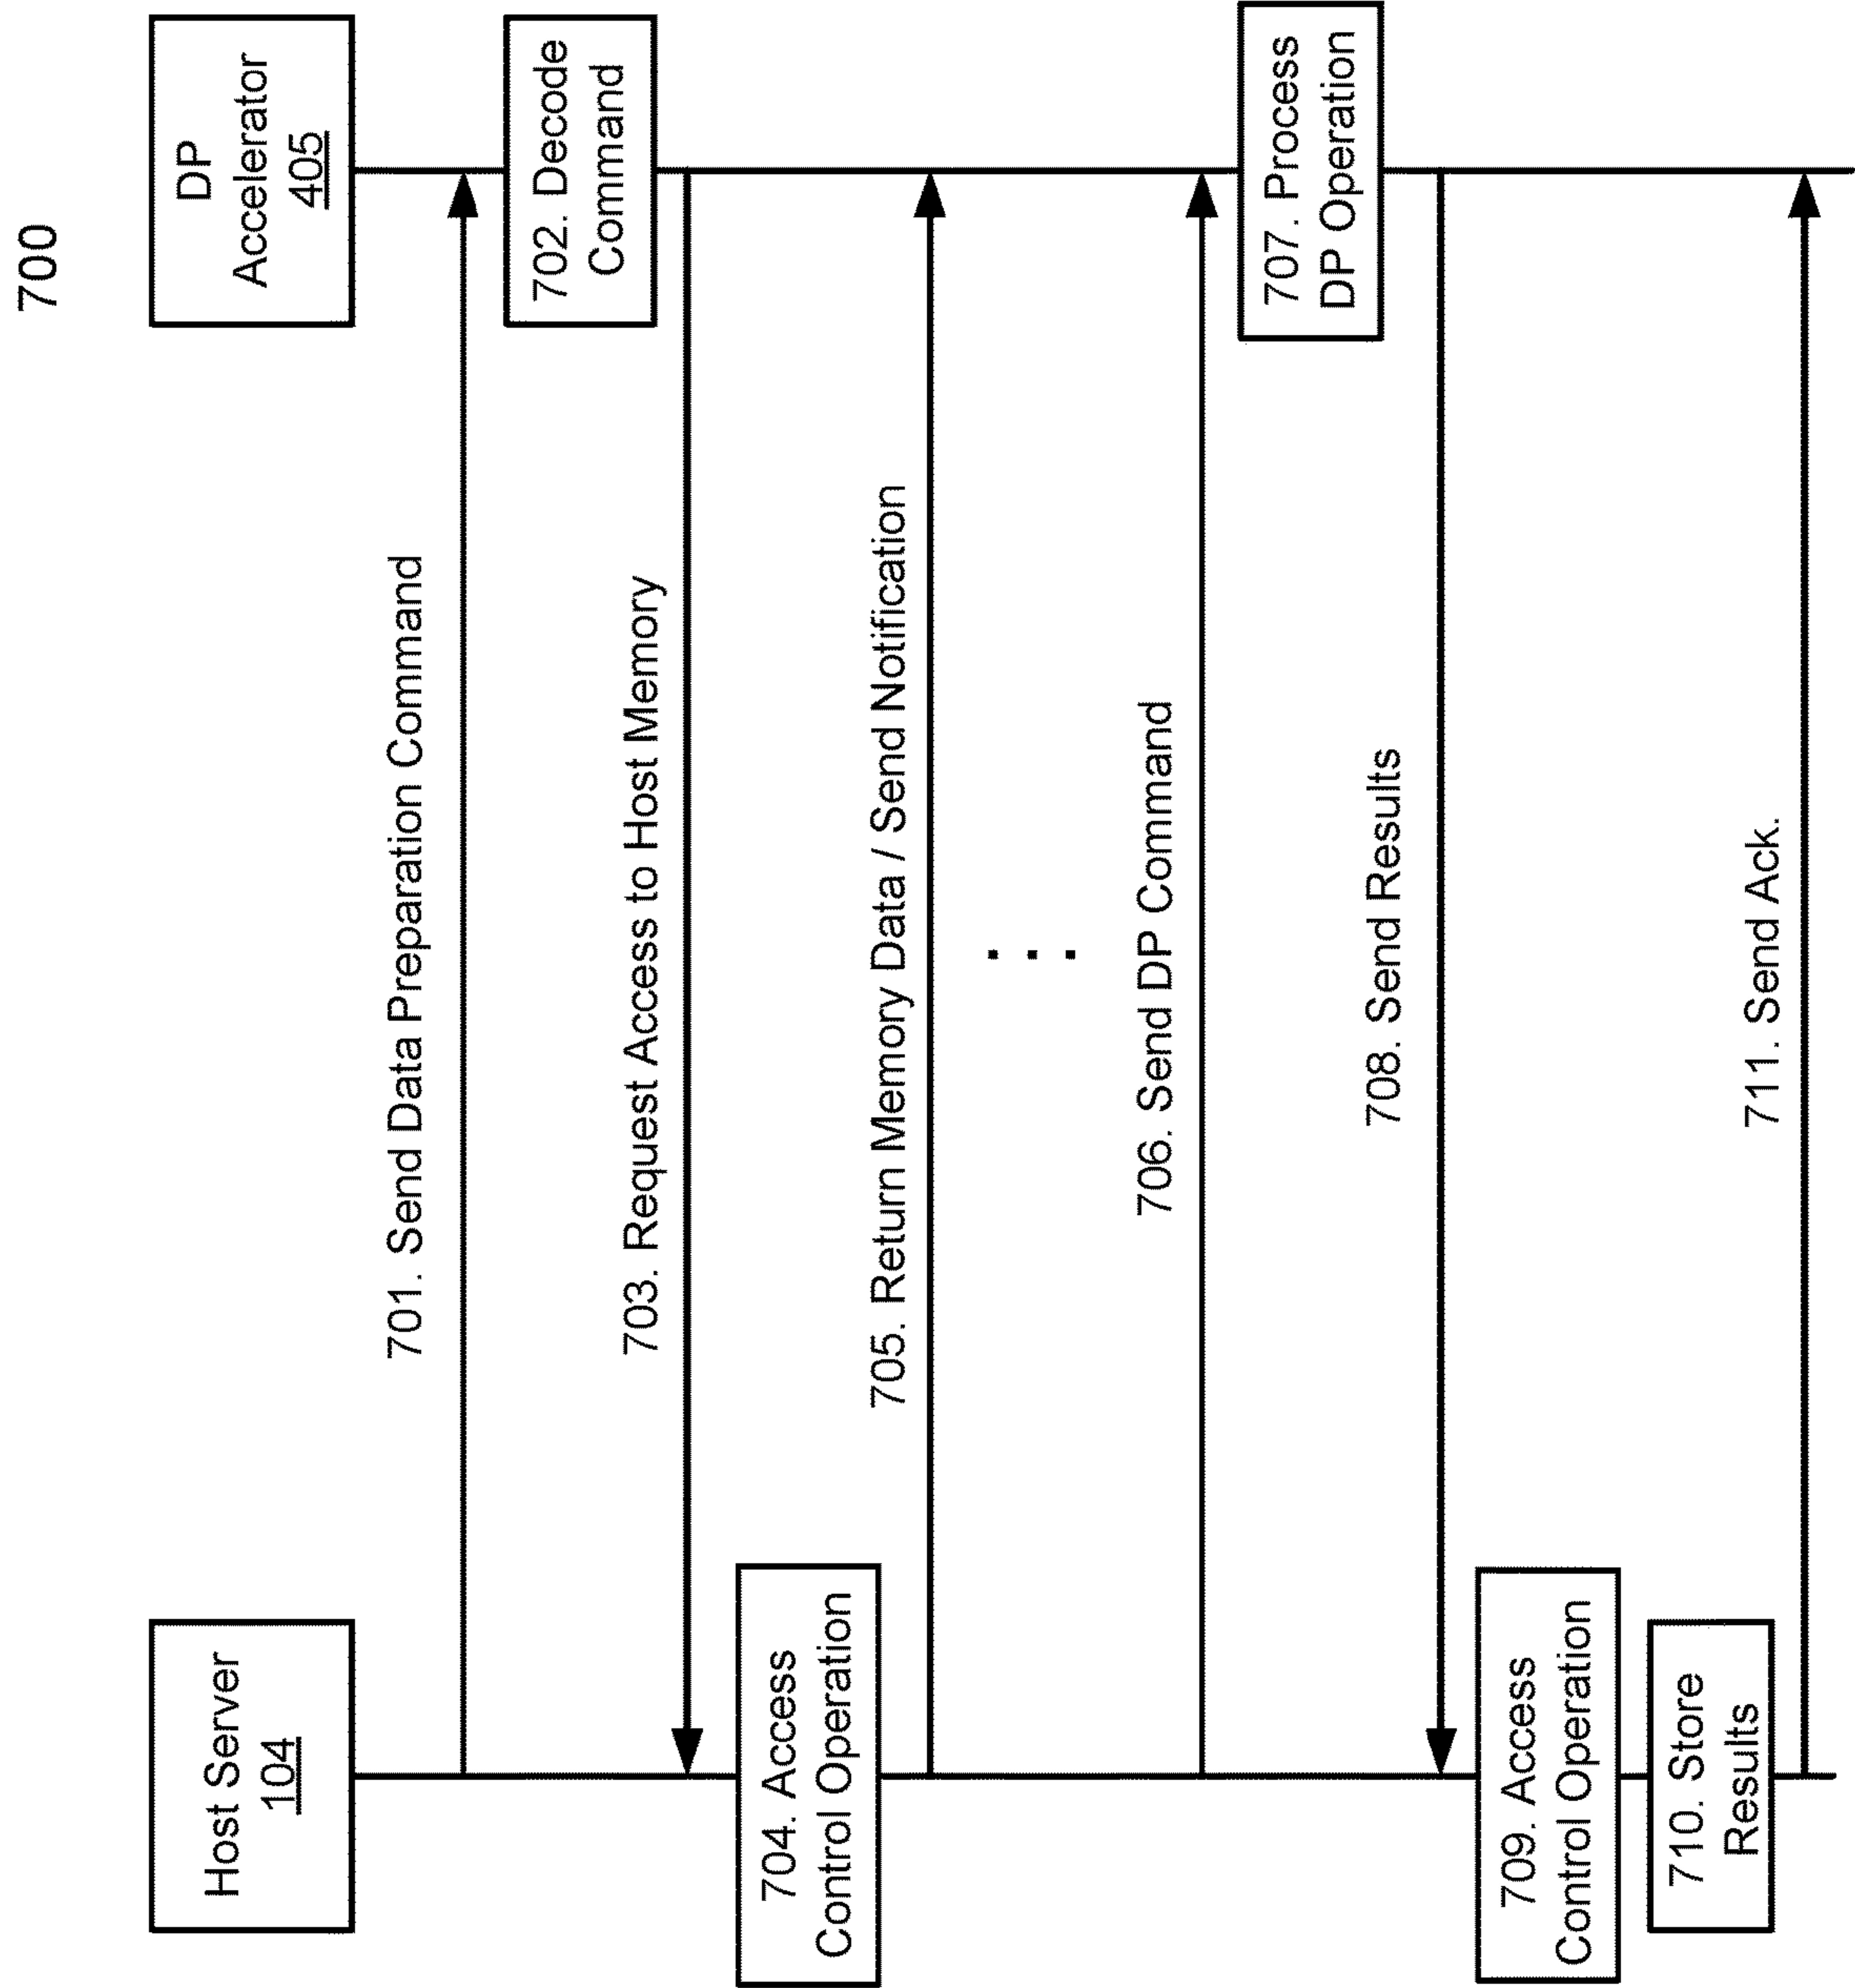 700
Host Server
104
DP
Accelerator
405
701. Send Data Preparation Command
702. Decode
Command
703. Request Access to Host Memory
704. Access
Control Operation
705. Return Memory Data / Send Notification
. . .
706. Send DP Command
707. Process
DP Operation
708. Send Results
709. Access
Control Operation
710. Store
Results
711. Send Ack.